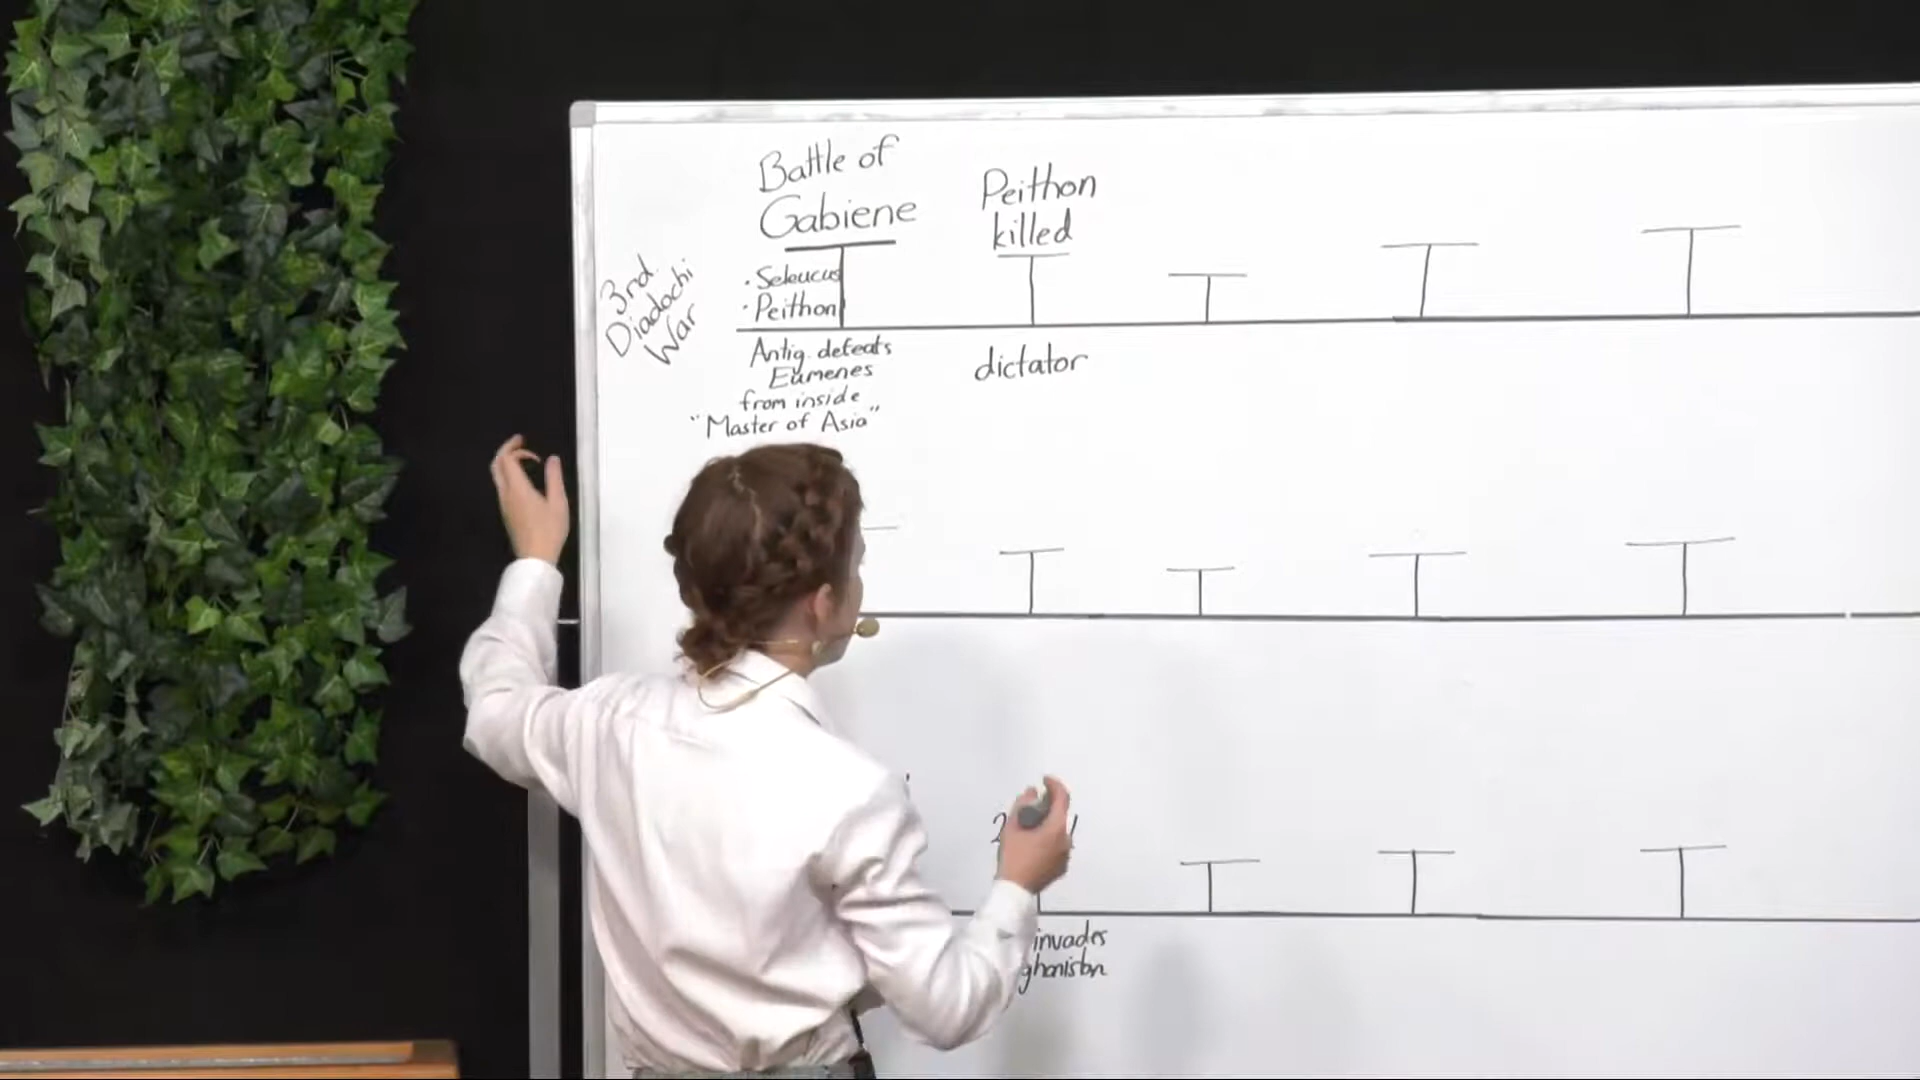 Battle of
Gabiene
Peithon
killed
3rd
Diadochi
War
· Seleucus
· Peithon
Antig. defeats
Eumenes
from inside
"Master of Asia"
dictator
invades